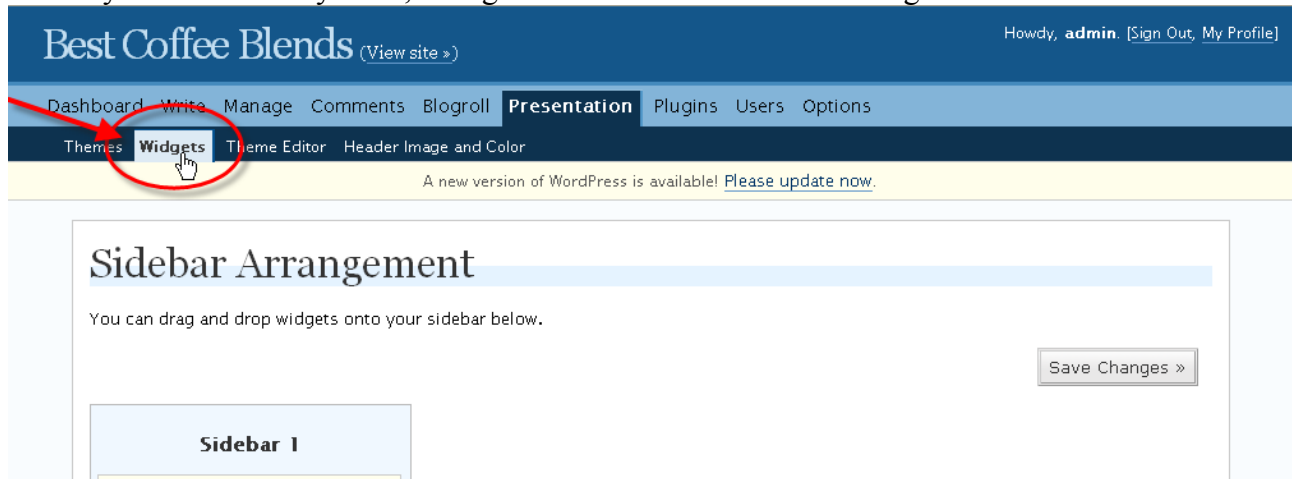 Best Coffee Blends (View site »)
Howdy, admin. [Sign Out, My Profile]
Dashboard Write Manage Comments Blogroll Presentation Plugins Users Options
Themes Widgets Theme Editor Header Image and Color
A new version of WordPress is available! Please update now.
Sidebar Arrangement
You can drag and drop widgets onto your sidebar below.
Save Changes »
Sidebar 1